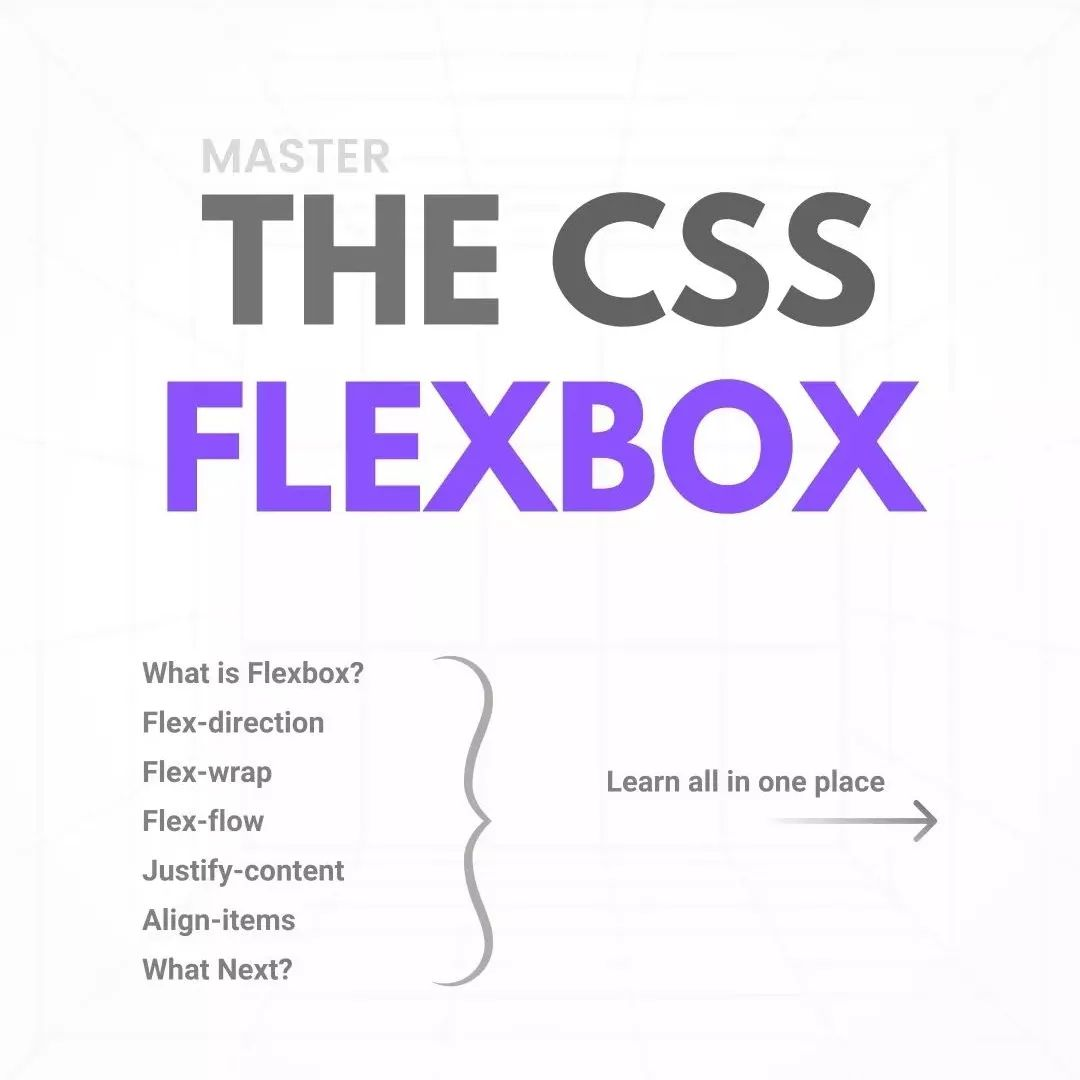 MASTER
THE CSS
FLEXBOX
What is Flexbox?
Flex-direction
Flex-wrap
Flex-flow
Justify-content
Align-items
What Next?
Learn all in one place